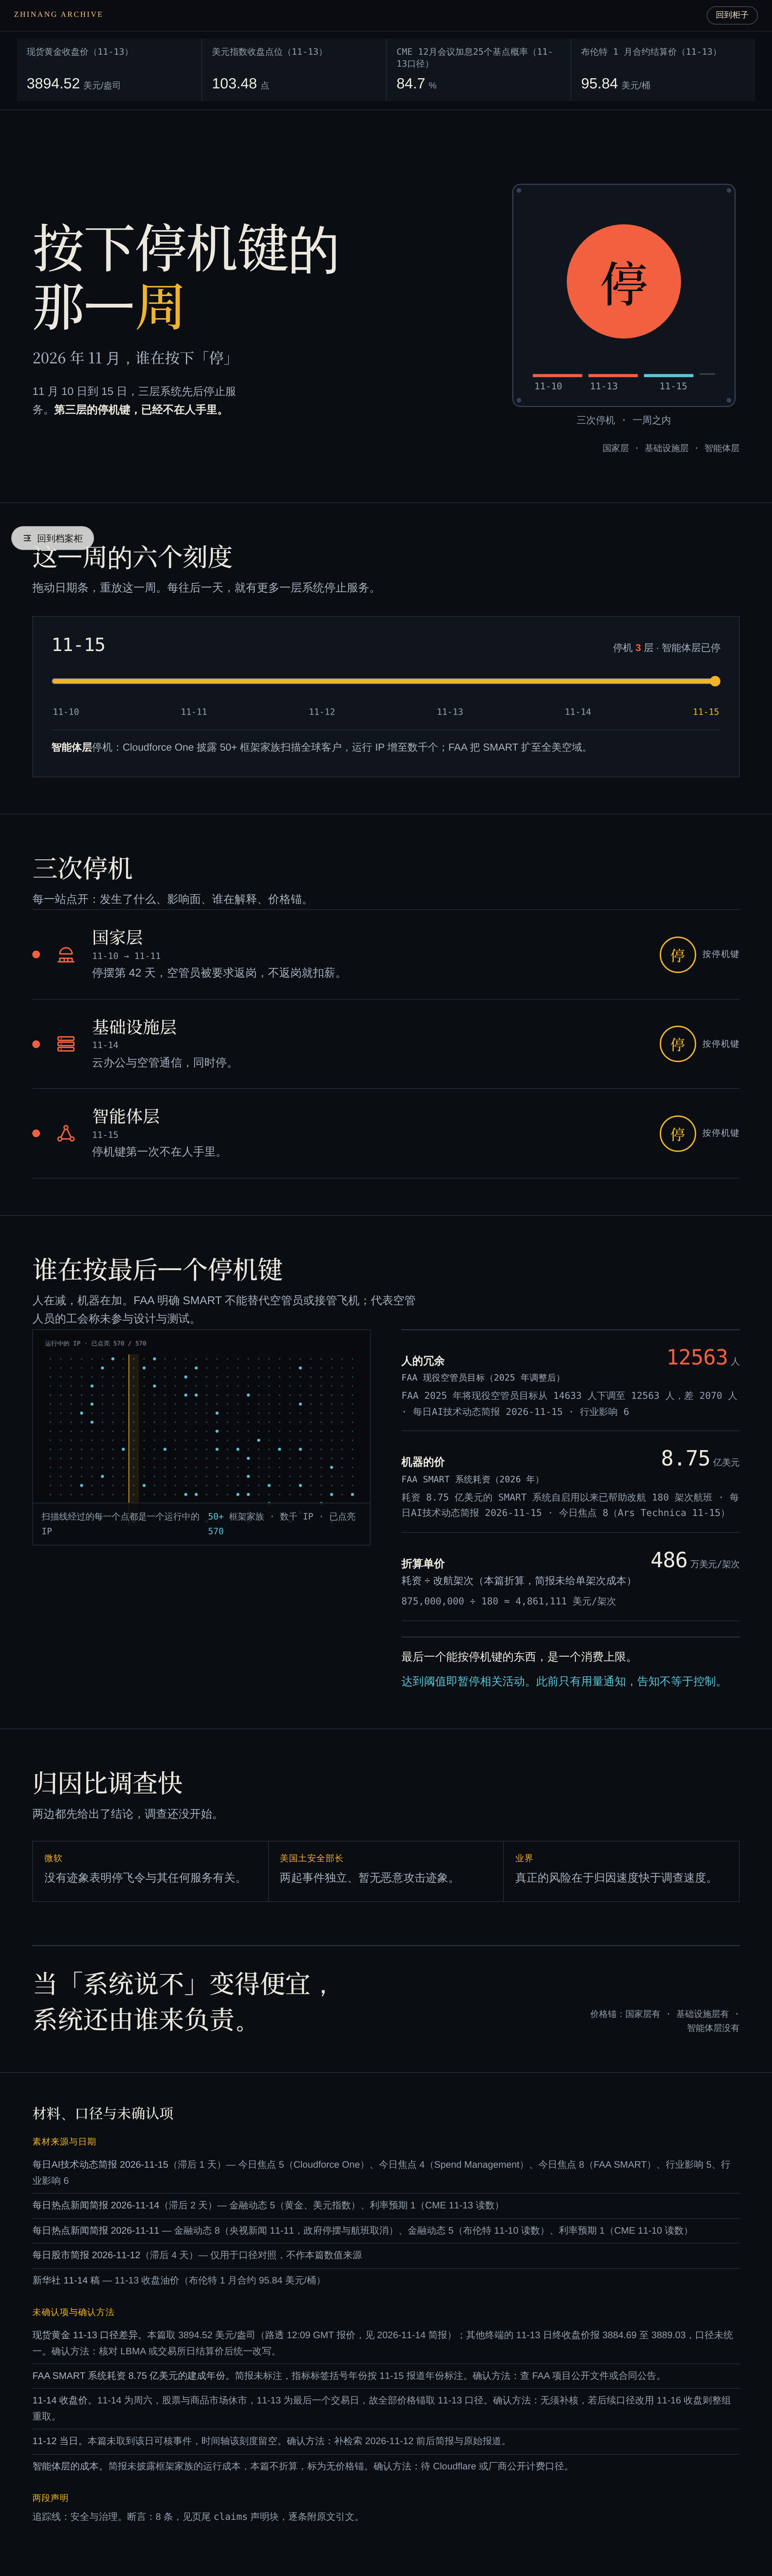 ZHINANG ARCHIVE
回到柜子
现货黄金收盘价（11-13）
3894.52 美元/盎司
美元指数收盘点位（11-13）
103.48 点
CME 12月会议加息25个基点概率（11-
13口径）
84.7 %
布伦特 1 月合约结算价（11-13）
95.84 美元/桶
按下停机键的
那一周
2026 年 11 月，谁在按下「停」
11 月 10 日到 15 日，三层系统先后停止服
务。第三层的停机键，已经不在人手里。
停
11-10 11-13 11-15
三次停机 · 一周之内
国家层 · 基础设施层 · 智能体层
回到档案柜
这一周的六个刻度
拖动日期条，重放这一周。每往后一天，就有更多一层系统停止服务。
11-15
停机 3 层 · 智能体层已停
11-10 11-11 11-12 11-13 11-14 11-15
智能体层停机：Cloudforce One 披露 50+ 框架家族扫描全球客户，运行 IP 增至数千个；FAA 把 SMART 扩至全美空域。
三次停机
每一站点开：发生了什么、影响面、谁在解释、价格锚。
国家层
11-10 → 11-11
停摆第 42 天，空管员被要求返岗，不返岗就扣薪。
停 按停机键
基础设施层
11-14
云办公与空管通信，同时停。
停 按停机键
智能体层
11-15
停机键第一次不在人手里。
停 按停机键
谁在按最后一个停机键
人在减，机器在加。FAA 明确 SMART 不能替代空管员或接管飞机；代表空管
人员的工会称未参与设计与测试。
运行中的 IP · 已点亮 570 / 570
扫描线经过的每一个点都是一个运行中的
IP
50+ 框架家族 · 数千 IP · 已点亮
570
人的冗余
12563 人
FAA 现役空管员目标（2025 年调整后）
FAA 2025 年将现役空管员目标从 14633 人下调至 12563 人，差 2070 人
· 每日AI技术动态简报 2026-11-15 · 行业影响 6
机器的价
8.75 亿美元
FAA SMART 系统耗资（2026 年）
耗资 8.75 亿美元的 SMART 系统自启用以来已帮助改航 180 架次航班 · 每
日AI技术动态简报 2026-11-15 · 今日焦点 8（Ars Technica 11-15）
折算单价
486 万美元/架次
耗资 ÷ 改航架次（本篇折算，简报未给单架次成本）
875,000,000 ÷ 180 ≈ 4,861,111 美元/架次
最后一个能按停机键的东西，是一个消费上限。
达到阈值即暂停相关活动。此前只有用量通知，告知不等于控制。
归因比调查快
两边都先给出了结论，调查还没开始。
微软
没有迹象表明停飞令与其任何服务有关。
美国土安全部长
两起事件独立、暂无恶意攻击迹象。
业界
真正的风险在于归因速度快于调查速度。
当「系统说不」变得便宜，
系统还由谁来负责。
价格锚：国家层有 · 基础设施层有 ·
智能体层没有
材料、口径与未确认项
素材来源与日期
每日AI技术动态简报 2026-11-15（滞后 1 天）— 今日焦点 5（Cloudforce One）、今日焦点 4（Spend Management）、今日焦点 8（FAA SMART）、行业影响 5、行
业影响 6
每日热点新闻简报 2026-11-14（滞后 2 天）— 金融动态 5（黄金、美元指数）、利率预期 1（CME 11-13 读数）
每日热点新闻简报 2026-11-11 — 金融动态 8（央视新闻 11-11，政府停摆与航班取消）、金融动态 5（布伦特 11-10 读数）、利率预期 1（CME 11-10 读数）
每日股市简报 2026-11-12（滞后 4 天）— 仅用于口径对照，不作本篇数值来源
新华社 11-14 稿 — 11-13 收盘油价（布伦特 1 月合约 95.84 美元/桶）
未确认项与确认方法
现货黄金 11-13 口径差异。本篇取 3894.52 美元/盎司（路透 12:09 GMT 报价，见 2026-11-14 简报）；其他终端的 11-13 日终收盘价报 3884.69 至 3889.03，口径未统
一。确认方法：核对 LBMA 或交易所日结算价后统一改写。
FAA SMART 系统耗资 8.75 亿美元的建成年份。简报未标注，指标标签括号年份按 11-15 报道年份标注。确认方法：查 FAA 项目公开文件或合同公告。
11-14 收盘价。11-14 为周六，股票与商品市场休市，11-13 为最后一个交易日，故全部价格锚取 11-13 口径。确认方法：无须补核，若后续口径改用 11-16 收盘则整组
重取。
11-12 当日。本篇未取到该日可核事件，时间轴该刻度留空。确认方法：补检索 2026-11-12 前后简报与原始报道。
智能体层的成本。简报未披露框架家族的运行成本，本篇不折算，标为无价格锚。确认方法：待 Cloudflare 或厂商公开计费口径。
两段声明
追踪线：安全与治理。断言：8 条，见页尾 claims 声明块，逐条附原文引文。